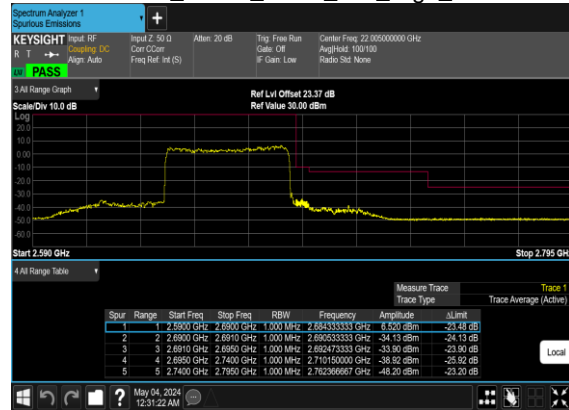 Spectrum Analyzer 1
Spurious Emissions
KEYSIGHT Input: RF Input Z: 50 Ω Atten: 20 dB Trig: Free Run Center Freq: 22.005000000 GHz
R T Coupling: DC Corr CCorr Gate: Off Avg|Hold: 100/100
Align: Auto Freq Ref: Int (S) IF Gain: Low Radio Std: None
PASS
3 All Range Graph Ref Lvl Offset 23.37 dB
Scale/Div 10.0 dB Ref Value 30.00 dBm
Log
20.0
10.0
0.00
-10.0
-20.0
-30.0
-40.0
-50.0
-60.0
Start 2.590 GHz Stop 2.795 GH
4 All Range Table
Measure Trace Trace 1
Trace Type Trace Average (Active)
Spur Range Start Freq Stop Freq RBW Frequency Amplitude ΔLimit
1 1 2.5900 GHz 2.6900 GHz 1.000 MHz 2.684333333 GHz 6.520 dBm -23.48 dB
2 2 2.6900 GHz 2.6910 GHz 1.000 MHz 2.690533333 GHz -34.13 dBm -24.13 dB
3 3 2.6910 GHz 2.6950 GHz 1.000 MHz 2.692473333 GHz -33.90 dBm -23.90 dB
4 4 2.6950 GHz 2.7400 GHz 1.000 MHz 2.710150000 GHz -38.92 dBm -25.92 dB
5 5 2.7400 GHz 2.7950 GHz 1.000 MHz 2.762366667 GHz -48.20 dBm -23.20 dB
Local
May 04, 2024
12:31:22 AM